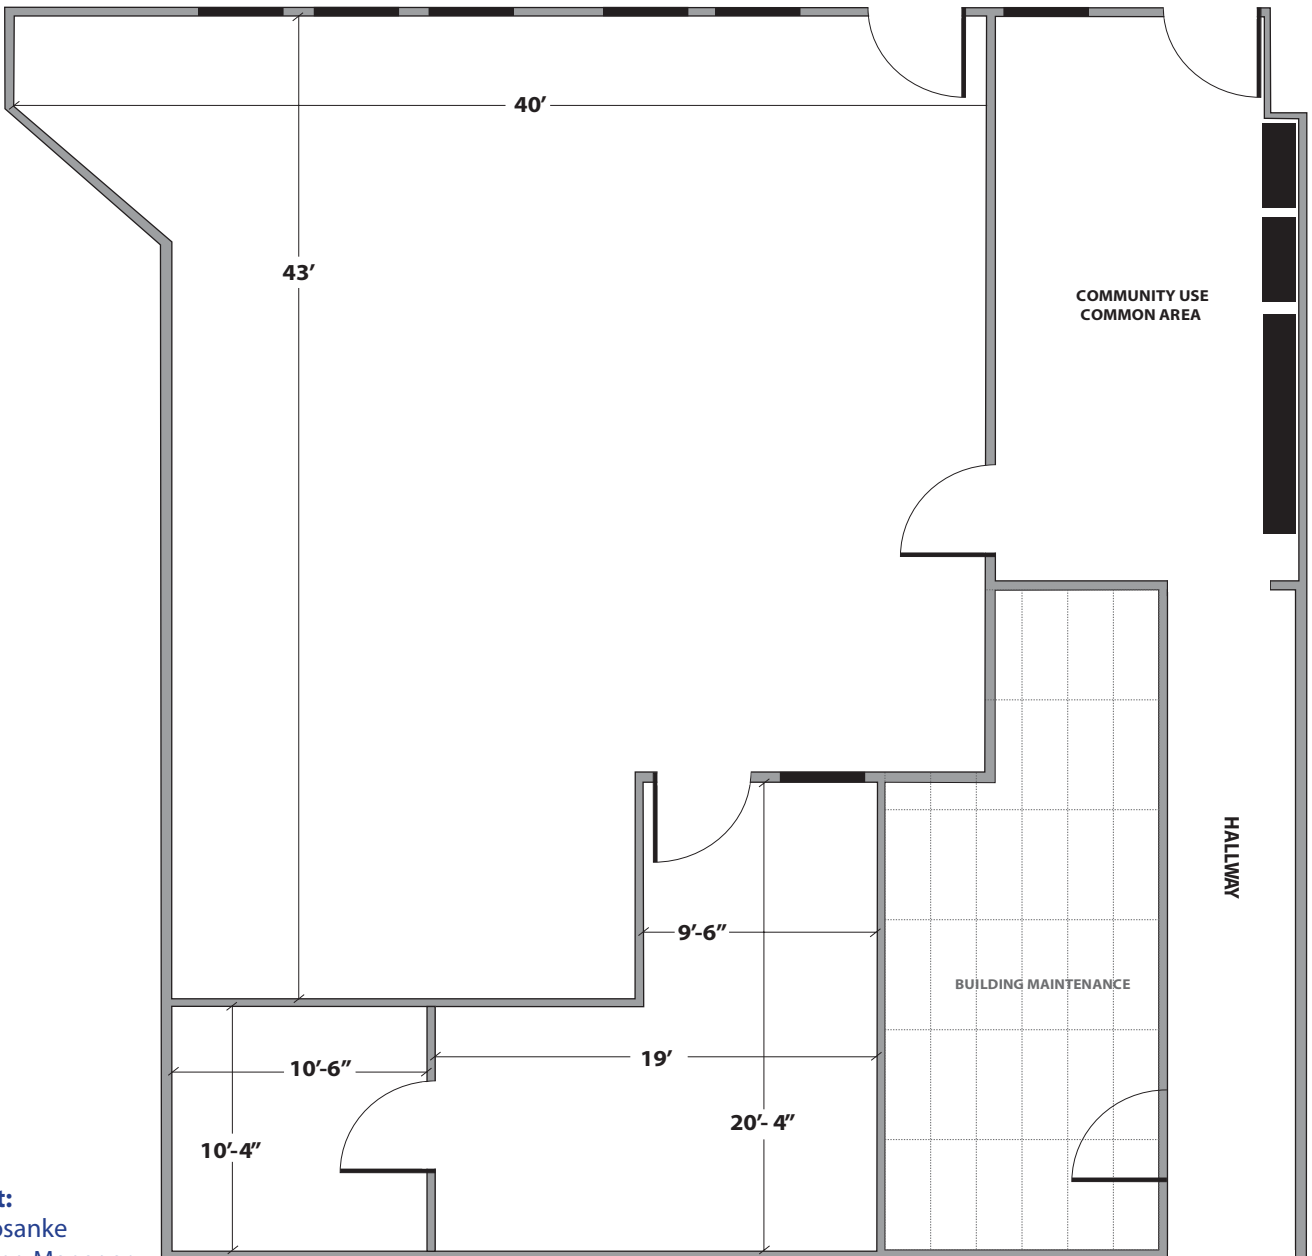 40’
43’
COMMUNITY USE
COMMON AREA
HALLWAY
9’-6”
BUILDING MAINTENANCE
10’-6”
19’
20’- 4”
10’-4”